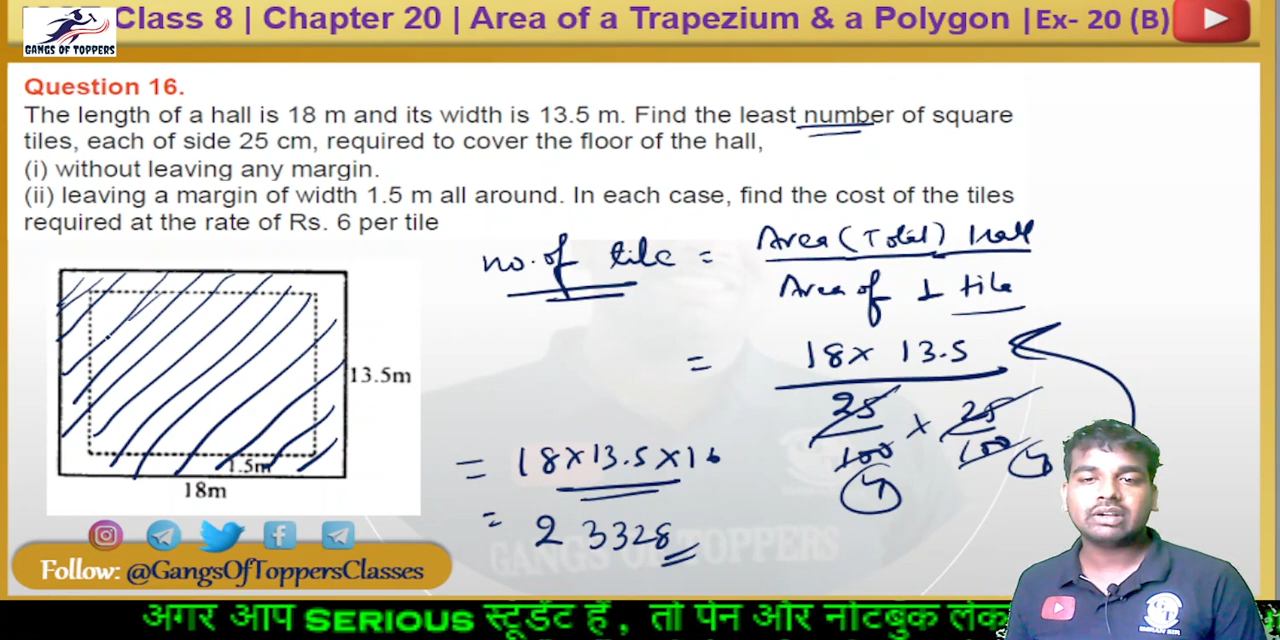 Class 8 | Chapter 20 | Area of a Trapezium & a Polygon | Ex- 20 (B)
GANGS OF TOPPERS
Question 16.
The length of a hall is 18 m and its width is 13.5 m. Find the least number of square
tiles, each of side 25 cm, required to cover the floor of the hall,
(i) without leaving any margin.
(ii) leaving a margin of width 1.5 m all around. In each case, find the cost of the tiles
required at the rate of Rs. 6 per tile
no. of tile = Area (Total) hall
Area of 1 tile
= 18 x 13.5
25 x 25
100 100
4 4
= 18 x 13.5 x 16
= 23328
13.5m
1.5m
18m
GANGS OF TOPPERS
Follow: @GangsOfToppersClasses
अगर आप SERIOUS स्टूडेंट हैं , तो पेन और नोटबुक लेक